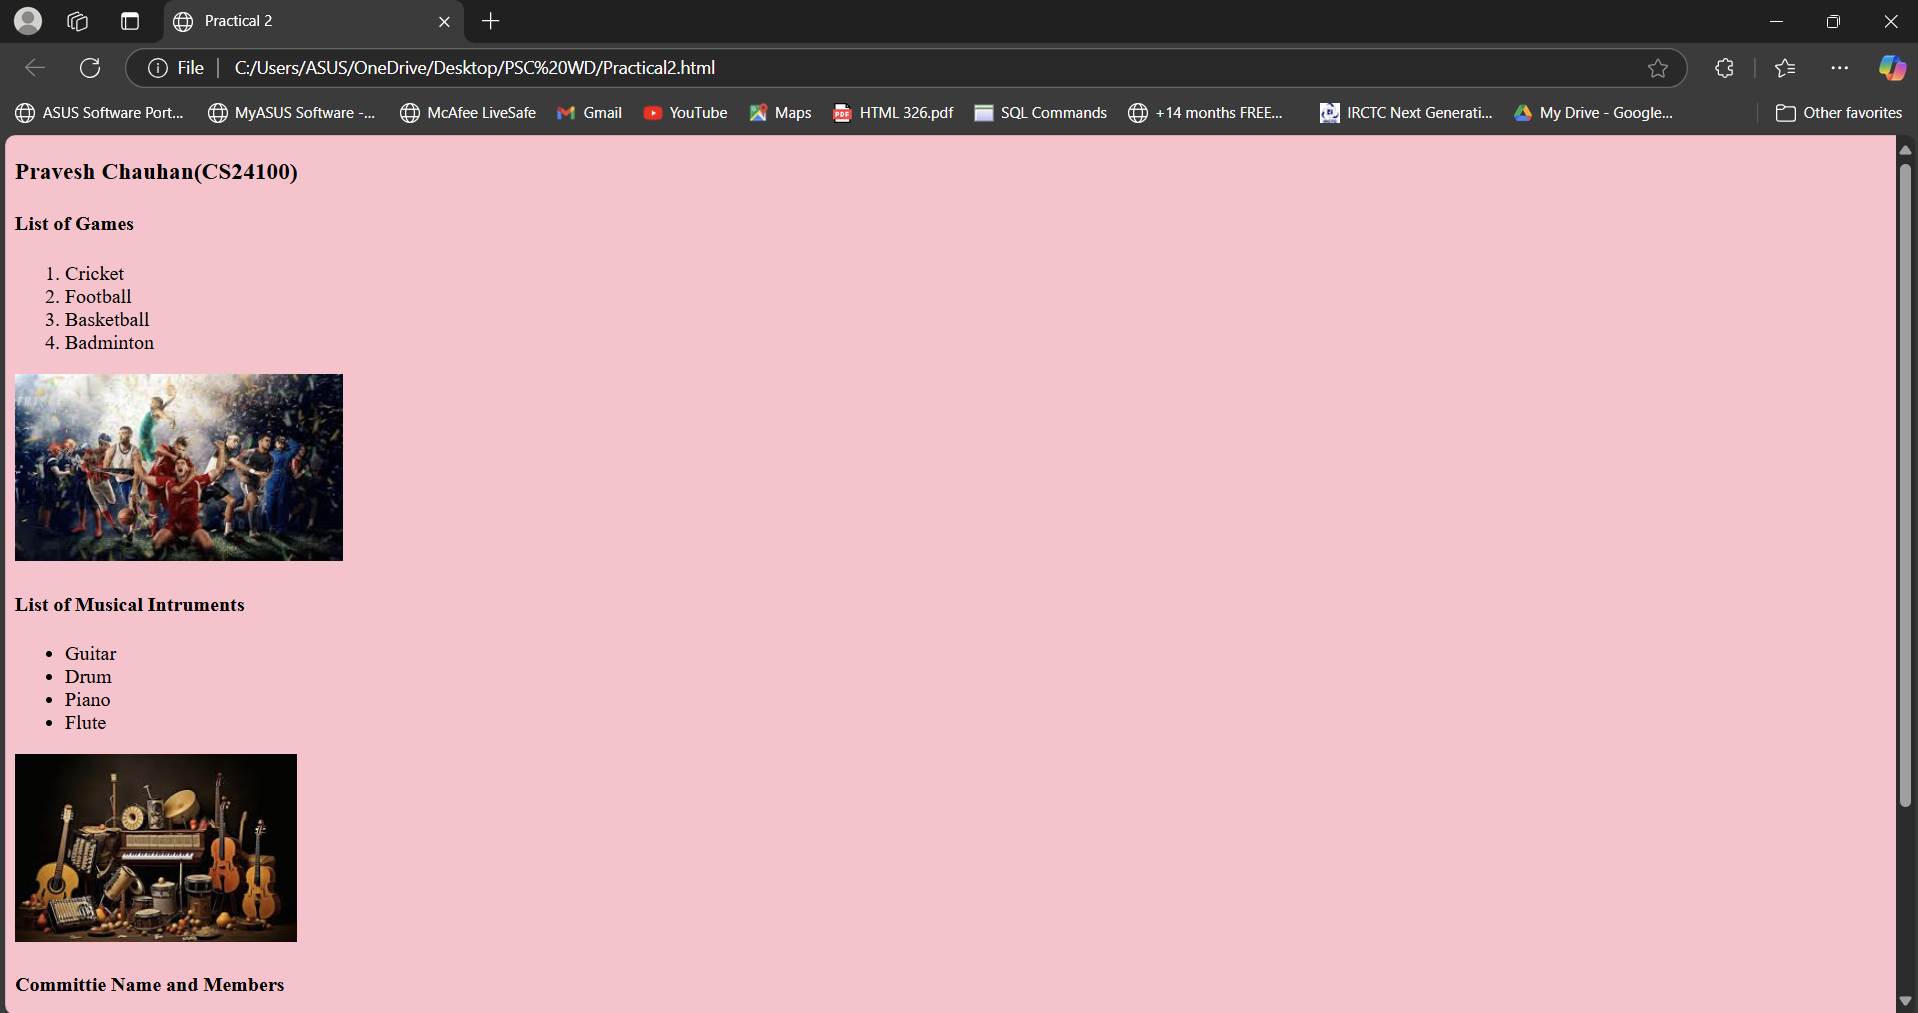 Practical 2
File
C:/Users/ASUS/OneDrive/Desktop/PSC%20WD/Practical2.html
ASUS Software Port...
MyASUS Software -...
McAfee LiveSafe
Gmail
YouTube
Maps
PDF
HTML 326.pdf
SQL Commands
+14 months FREE...
IRCTC Next Generati...
My Drive - Google...
Other favorites
Pravesh Chauhan(CS24100)
List of Games
1. Cricket
2. Football
3. Basketball
4. Badminton
List of Musical Intruments
• Guitar
• Drum
• Piano
• Flute
Committie Name and Members